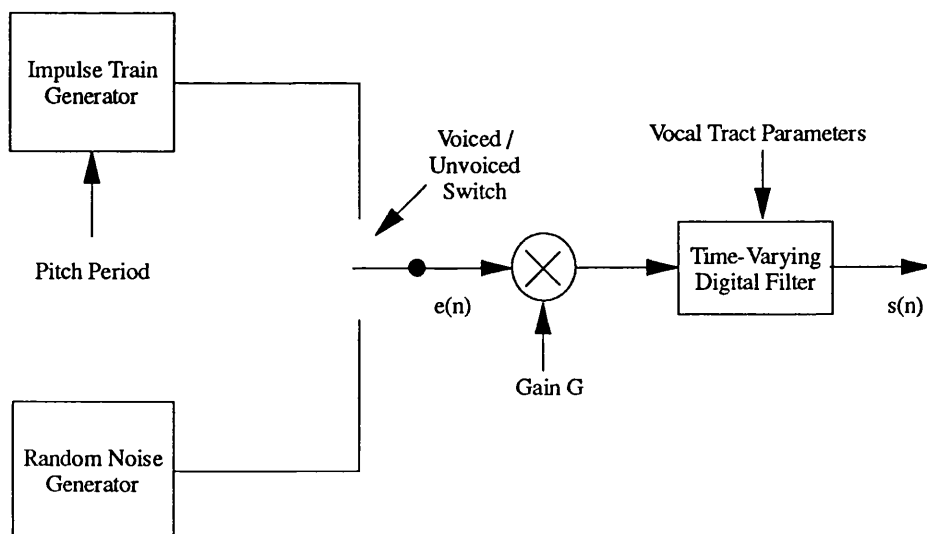 Impulse Train
Generator
Pitch Period
Voiced /
Unvoiced
Switch
Vocal Tract Parameters
e(n)
Gain G
Time-Varying
Digital Filter
s(n)
Random Noise
Generator